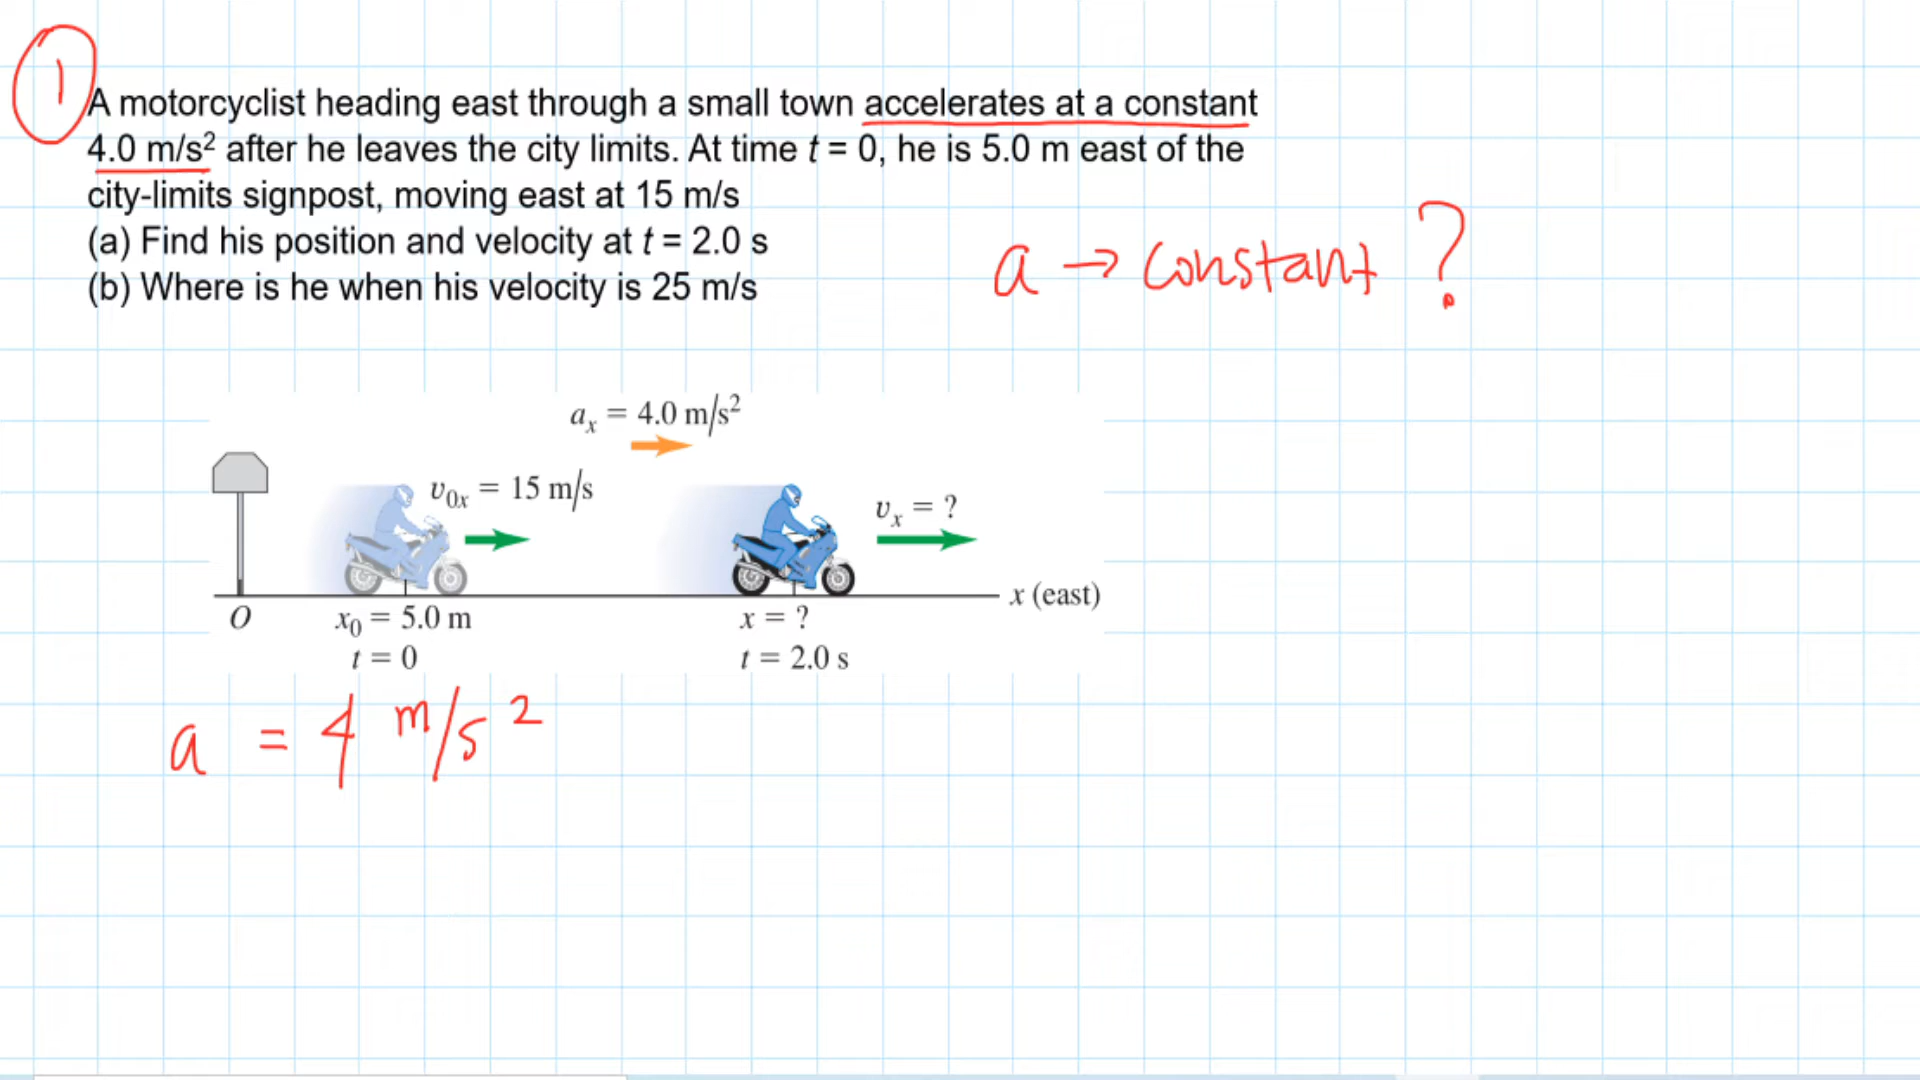 1
A motorcyclist heading east through a small town accelerates at a constant
4.0 m/s² after he leaves the city limits. At time t = 0, he is 5.0 m east of the
city-limits signpost, moving east at 15 m/s
(a) Find his position and velocity at t = 2.0 s
(b) Where is he when his velocity is 25 m/s
a → constant ?
aₓ = 4.0 m/s²
v₀ₓ = 15 m/s
vₓ = ?
x (east)
O
x₀ = 5.0 m
x = ?
t = 0
t = 2.0 s
a = 4 m/s²